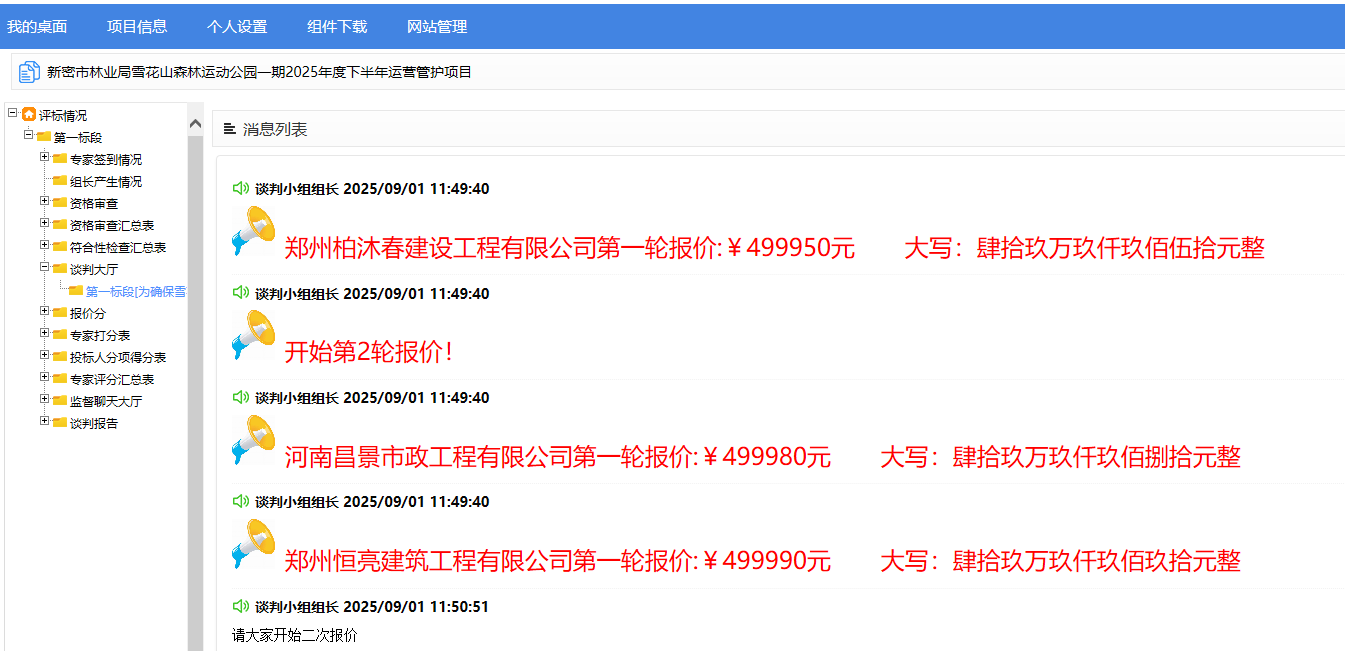 我的桌面 项目信息 个人设置 组件下载 网站管理
新密市林业局雪花山森林运动公园一期2025年度下半年运营管护项目
评标情况
第一标段
专家签到情况
组长产生情况
资格审查
资格审查汇总表
符合性检查汇总表
谈判大厅
第一标段[为确保雪
报价分
专家打分表
投标人分项得分表
专家评分汇总表
监督聊天大厅
谈判报告
消息列表
谈判小组组长 2025/09/01 11:49:40
郑州柏沐春建设工程有限公司第一轮报价:￥499950元 大写：肆拾玖万玖仟玖佰伍拾元整
谈判小组组长 2025/09/01 11:49:40
开始第2轮报价！
谈判小组组长 2025/09/01 11:49:40
河南昌景市政工程有限公司第一轮报价:￥499980元 大写：肆拾玖万玖仟玖佰捌拾元整
谈判小组组长 2025/09/01 11:49:40
郑州恒亮建筑工程有限公司第一轮报价:￥499990元 大写：肆拾玖万玖仟玖佰玖拾元整
谈判小组组长 2025/09/01 11:50:51
请大家开始二次报价